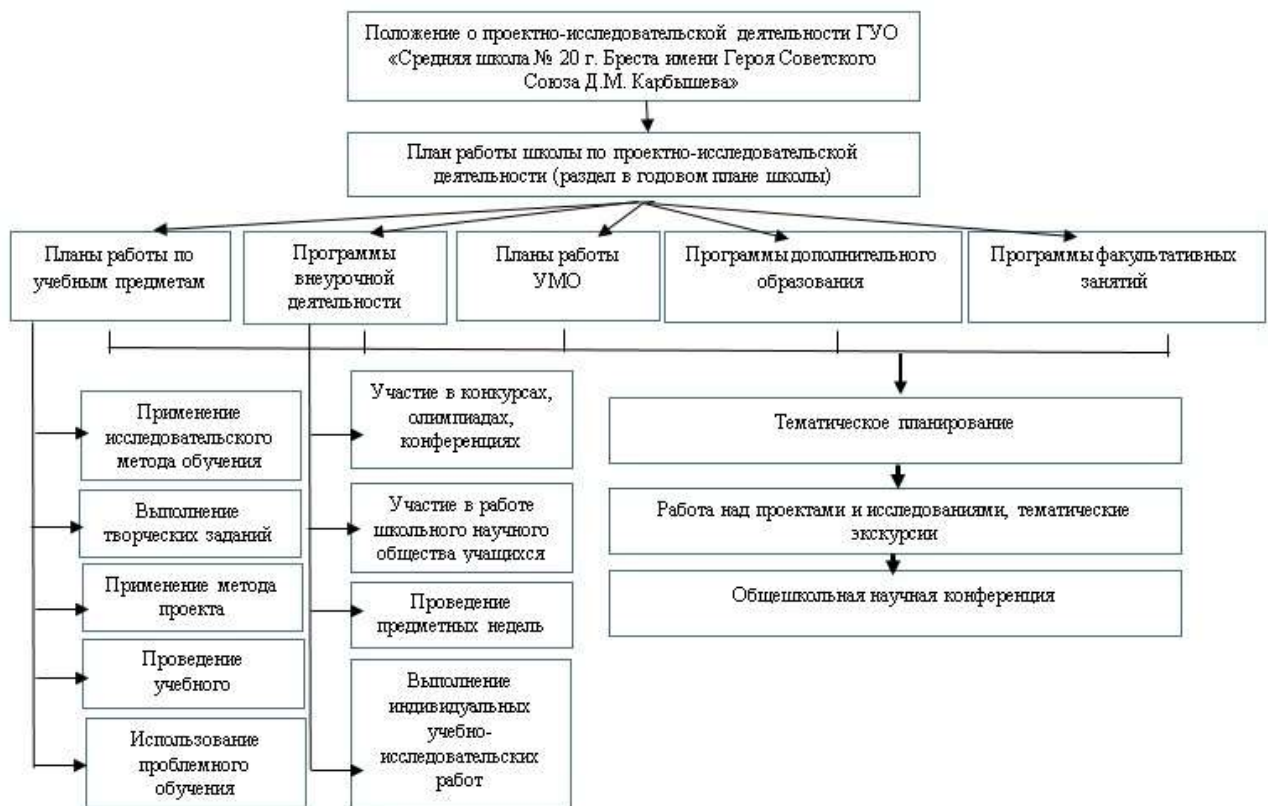 Положение о проектно-исследовательской деятельности ГУО
«Средняя школа № 20 г. Бреста имени Героя Советского
Союза Д.М. Карбышева»
План работы школы по проектно-исследовательской
деятельности (раздел в годовом плане школы)
Планы работы по
учебным предметам
Программы
внеурочной
деятельности
Планы работы
УМО
Программы дополнительного
образования
Программы факультативных
занятий
Применение
исследовательского
метода обучения
Выполнение
творческих заданий
Применение метода
проекта
Проведение
учебного
Использование
проблемного
обучения
Участие в конкурсах,
олимпиадах,
конференциях
Участие в работе
школьного научного
общества учащихся
Проведение
предметных недель
Выполнение
индивидуальных
учебно-
исследовательских
работ
Тематическое планирование
Работа над проектами и исследованиями, тематические
экскурсии
Общешкольная научная конференция